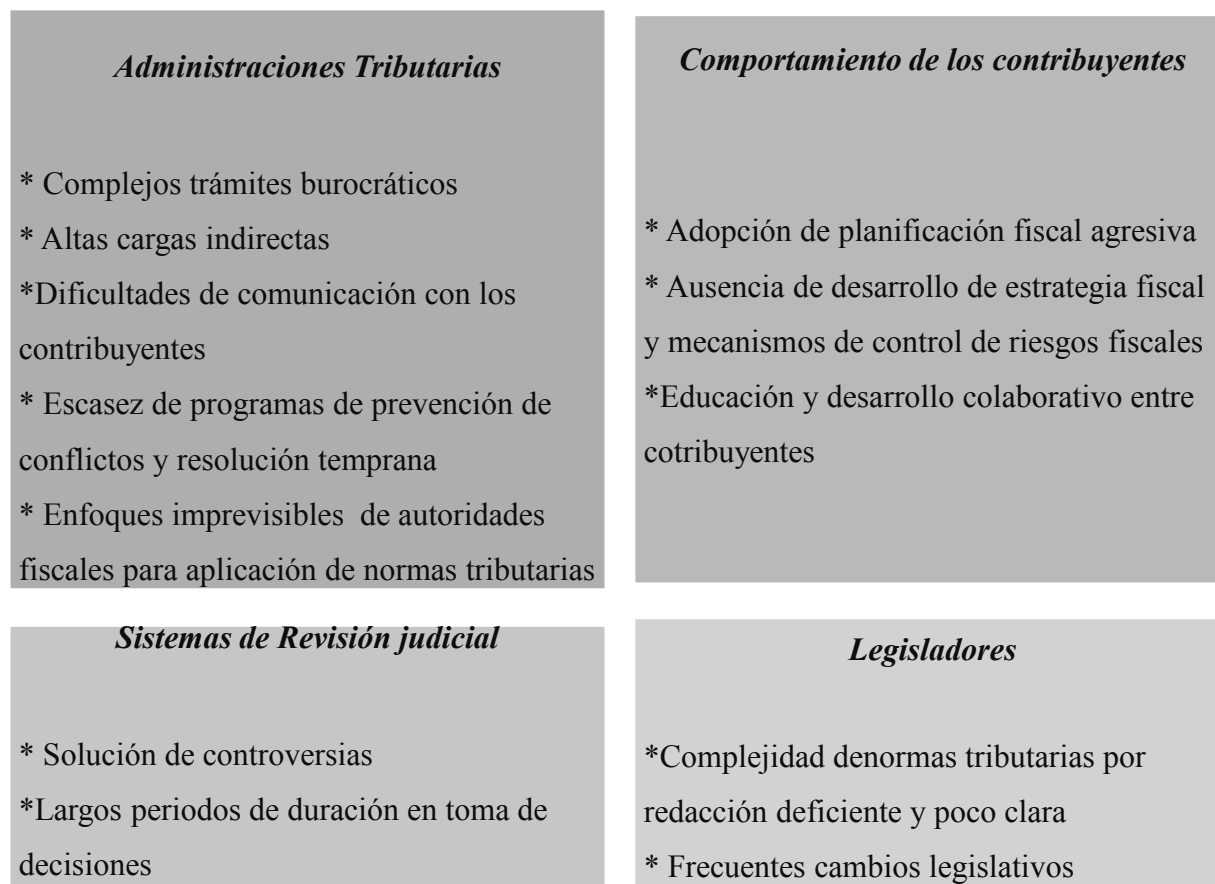 Administraciones Tributarias
* Complejos trámites burocráticos
* Altas cargas indirectas
*Dificultades de comunicación con los
contribuyentes
* Escasez de programas de prevención de
conflictos y resolución temprana
* Enfoques imprevisibles de autoridades
fiscales para aplicación de normas tributarias
Comportamiento de los contribuyentes
* Adopción de planificación fiscal agresiva
* Ausencia de desarrollo de estrategia fiscal
y mecanismos de control de riesgos fiscales
*Educación y desarrollo colaborativo entre
cotribuyentes
Sistemas de Revisión judicial
* Solución de controversias
*Largos periodos de duración en toma de
decisiones
Legisladores
*Complejidad denormas tributarias por
redacción deficiente y poco clara
* Frecuentes cambios legislativos